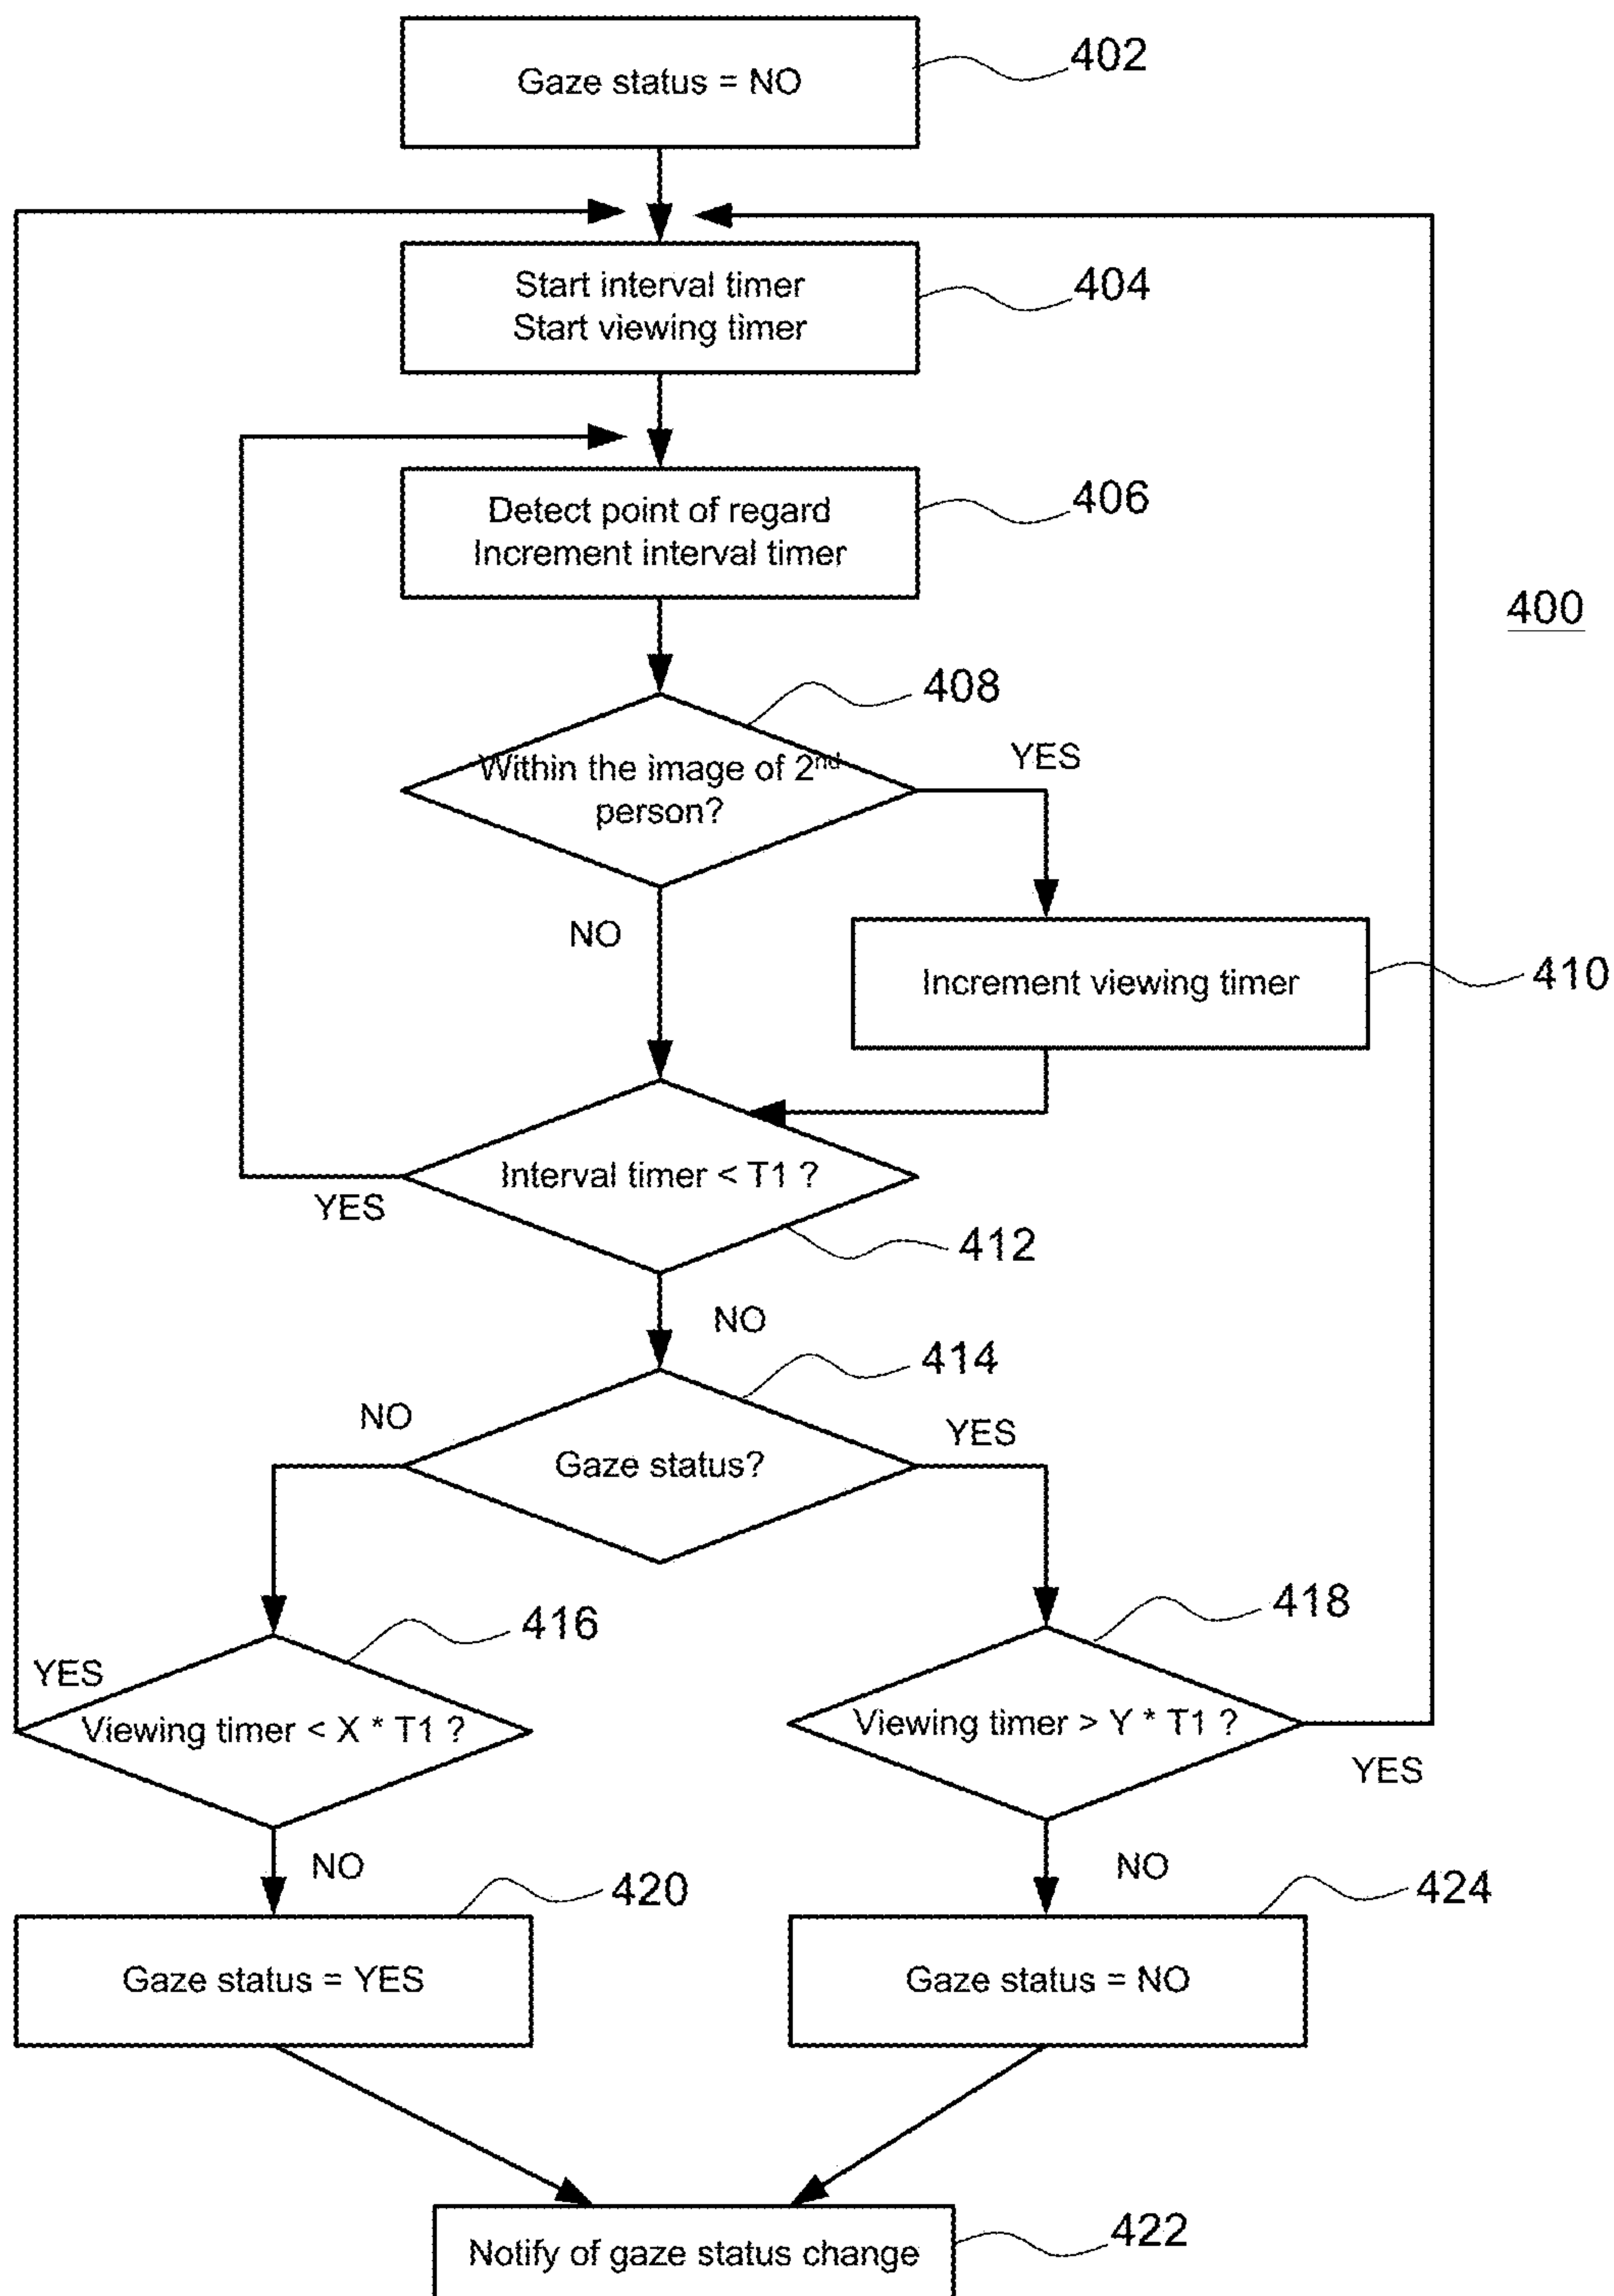 Gaze status = NO
402
Start interval timer
Start viewing timer
404
Detect point of regard
Increment interval timer
406
400
408
Within the image of 2nd
person?
YES
NO
Increment viewing timer
410
Interval timer < T1 ?
YES
412
NO
414
NO
YES
Gaze status?
416
418
YES
Viewing timer < X * T1 ?
Viewing timer > Y * T1 ?
YES
NO
NO
420
424
Gaze status = YES
Gaze status = NO
422
Notify of gaze status change